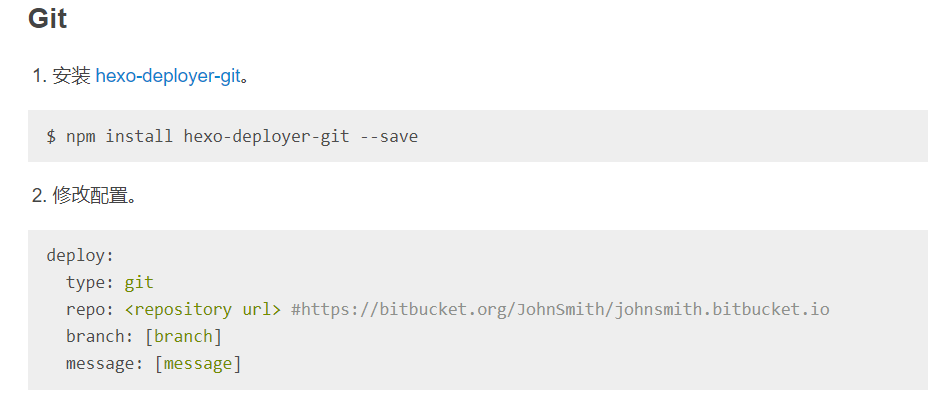 Git
1. 安装 hexo-deployer-git。
$ npm install hexo-deployer-git --save
2. 修改配置。
deploy:
  type: git
  repo: <repository url> #https://bitbucket.org/JohnSmith/johnsmith.bitbucket.io
  branch: [branch]
  message: [message]